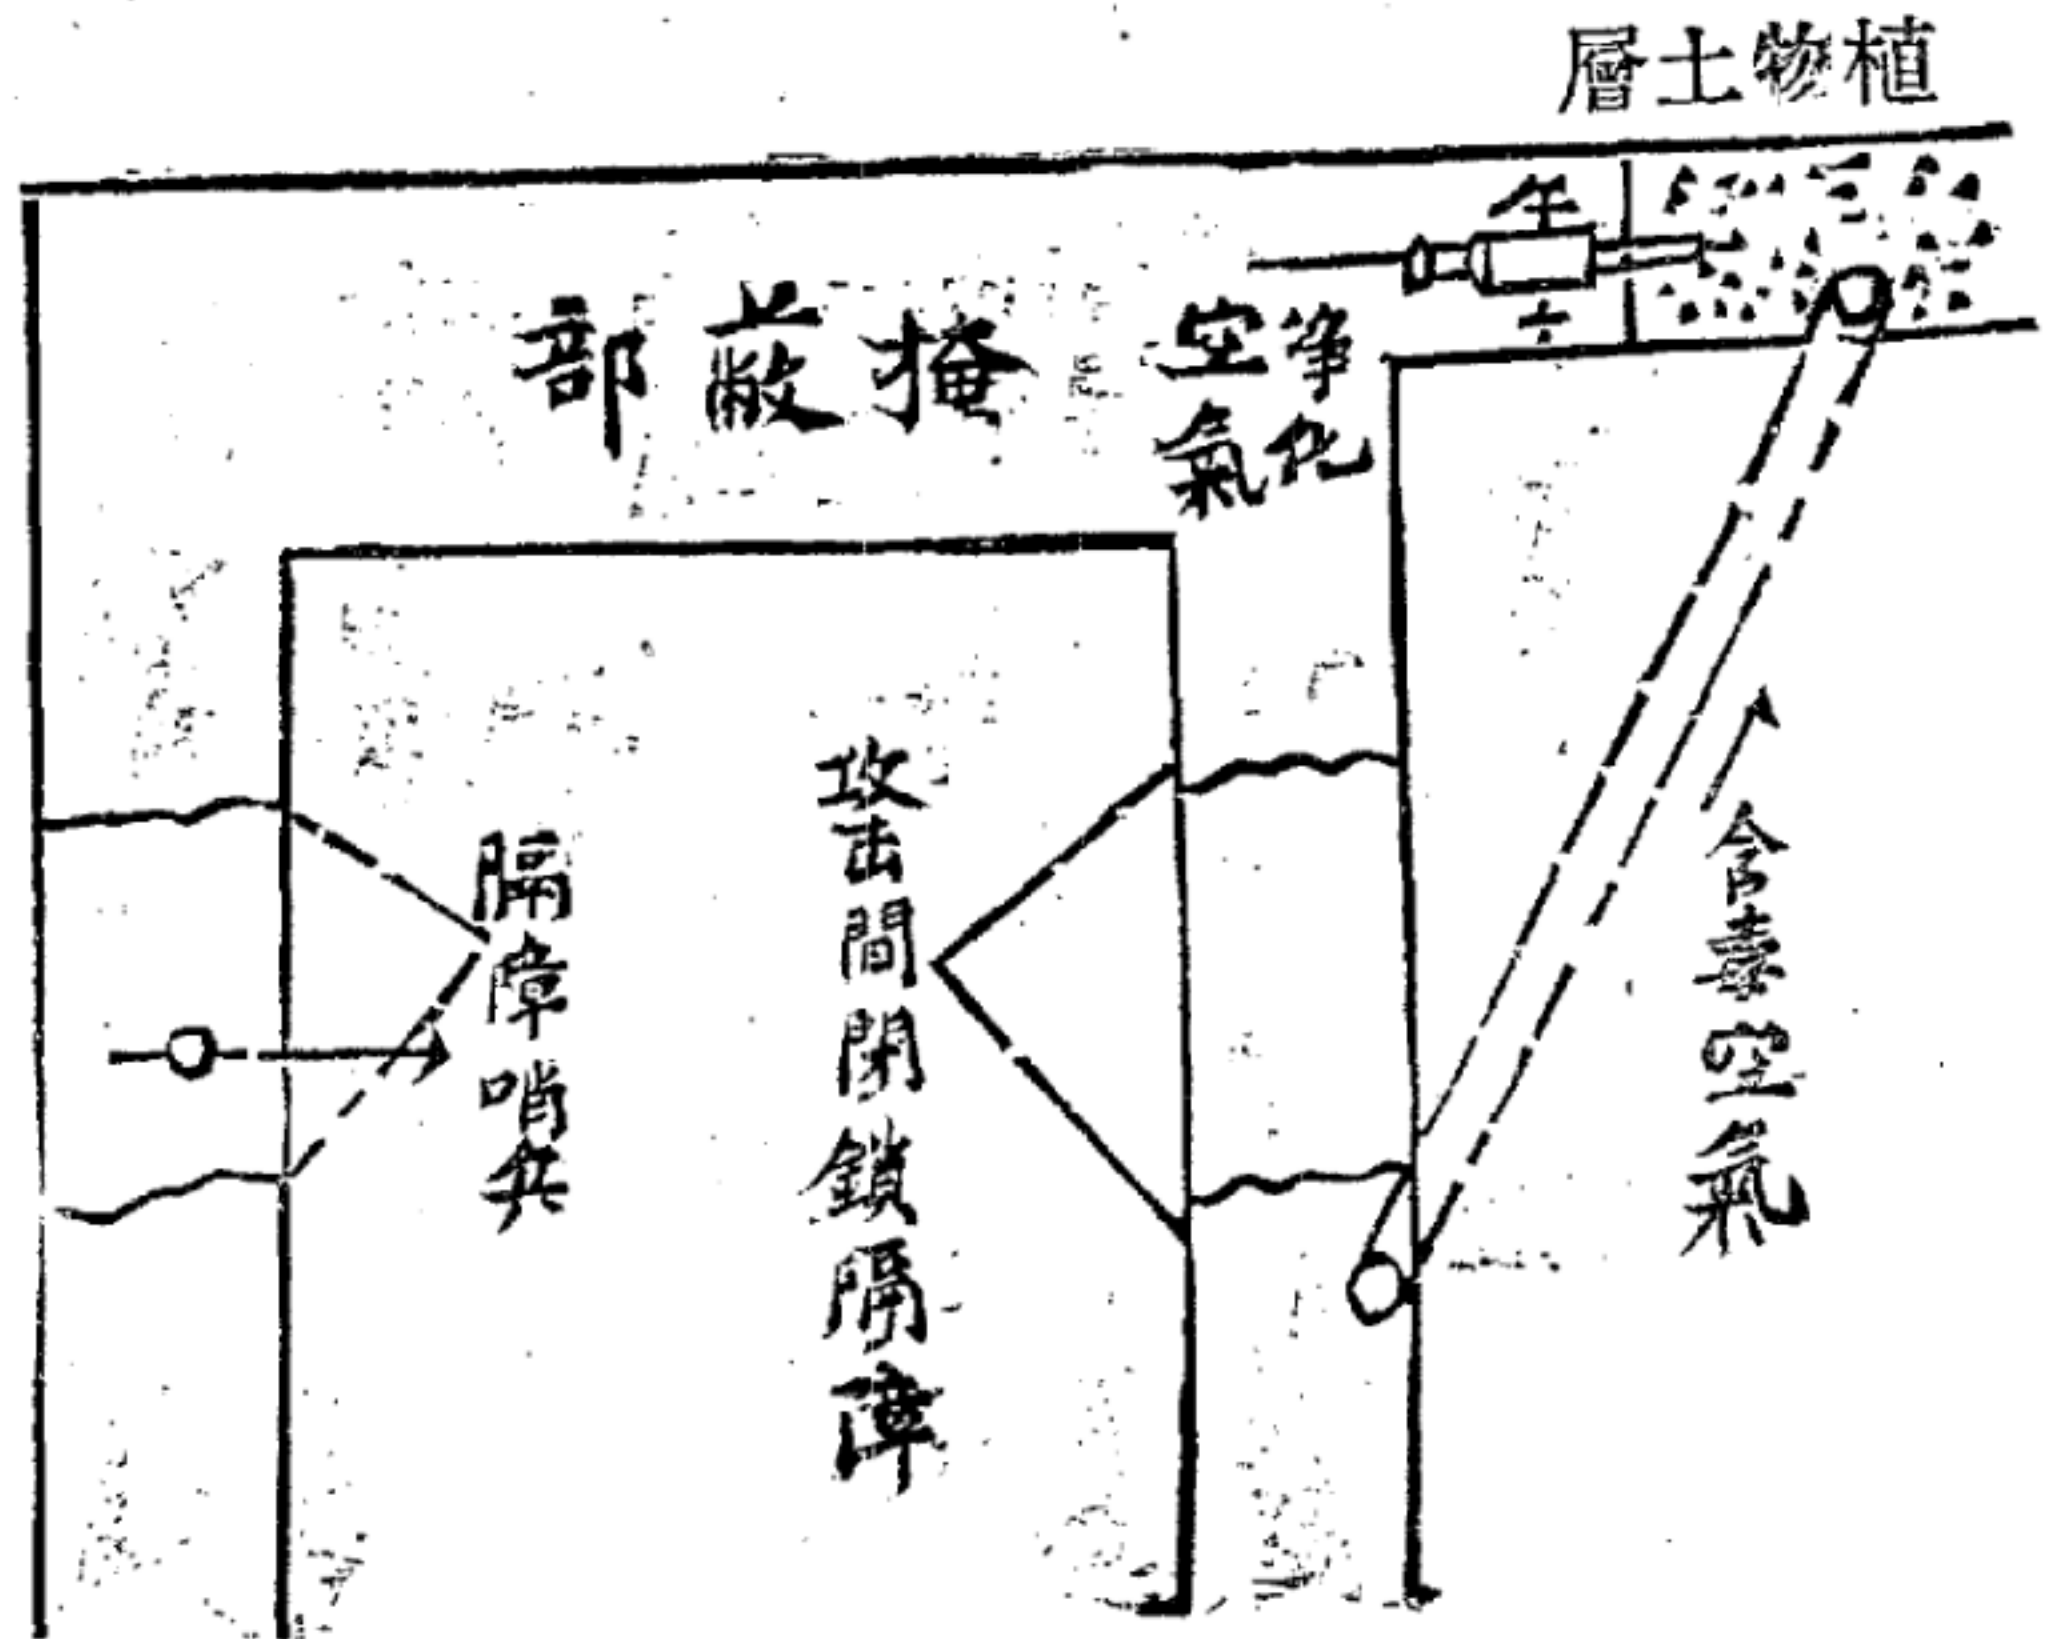 植物土層
掩蔽部
淨化
空氣
含毒空氣
攻击間閉鎖隔障
隔障哨兵